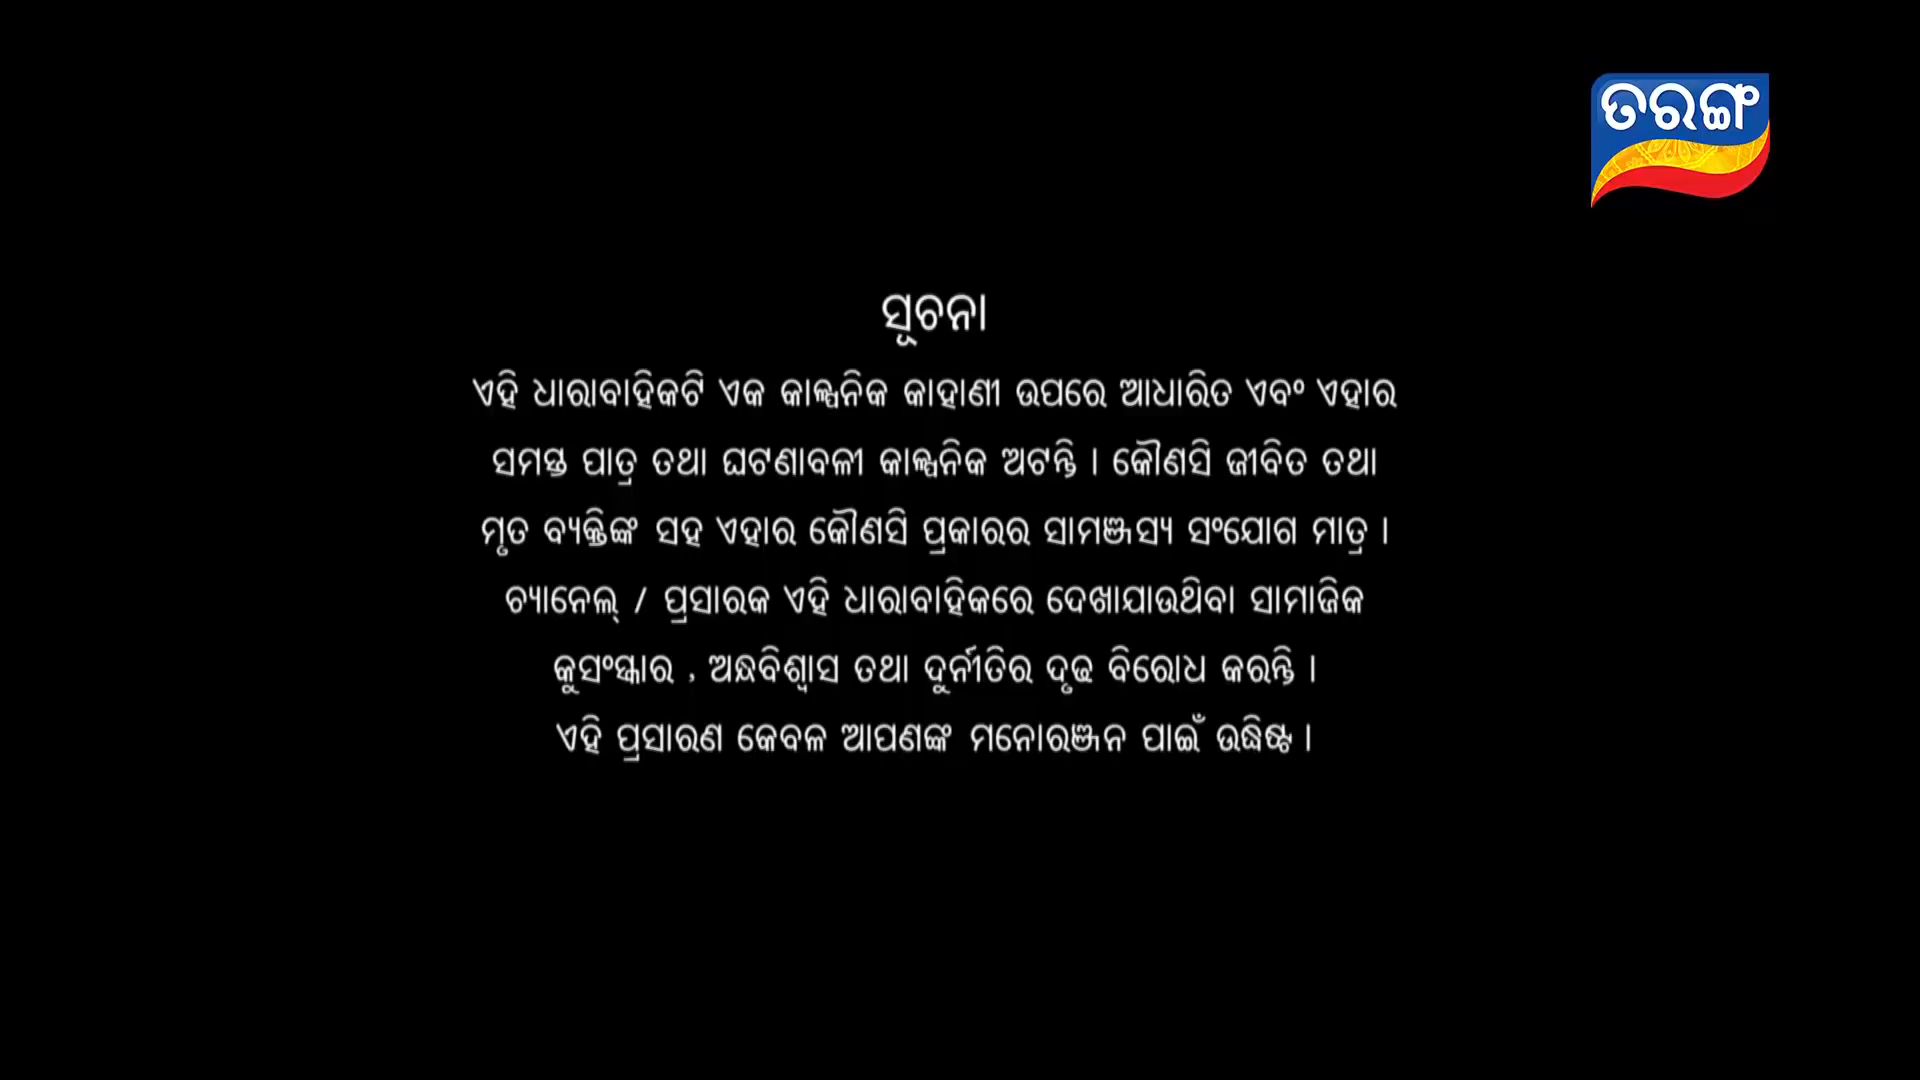 ତରଙ୍ଗ
ସୂଚନା
ଏହି ଧାରାବାହିକଟି ଏକ କାଳ୍ପନିକ କାହାଣୀ ଉପରେ ଆଧାରିତ ଏବଂ ଏହାର
ସମସ୍ତ ପାତ୍ର ତଥା ଘଟଣାବଳୀ କାଳ୍ପନିକ ଅଟନ୍ତି । କୌଣସି ଜୀବିତ ତଥା
ମୃତ ବ୍ୟକ୍ତିଙ୍କ ସହ ଏହାର କୌଣସି ପ୍ରକାରର ସାମଞ୍ଜସ୍ୟ ସଂଯୋଗ ମାତ୍ର ।
ଚ୍ୟାନେଲ୍ / ପ୍ରସାରକ ଏହି ଧାରାବାହିକରେ ଦେଖାଯାଉଥିବା ସାମାଜିକ
କୁସଂସ୍କାର , ଅନ୍ଧବିଶ୍ୱାସ ତଥା ଦୁର୍ନୀତିର ଦୃଢ ବିରୋଧ କରନ୍ତି ।
ଏହି ପ୍ରସାରଣ କେବଳ ଆପଣଙ୍କ ମନୋରଞ୍ଜନ ପାଇଁ ଉଦ୍ଧିଷ୍ଟ ।